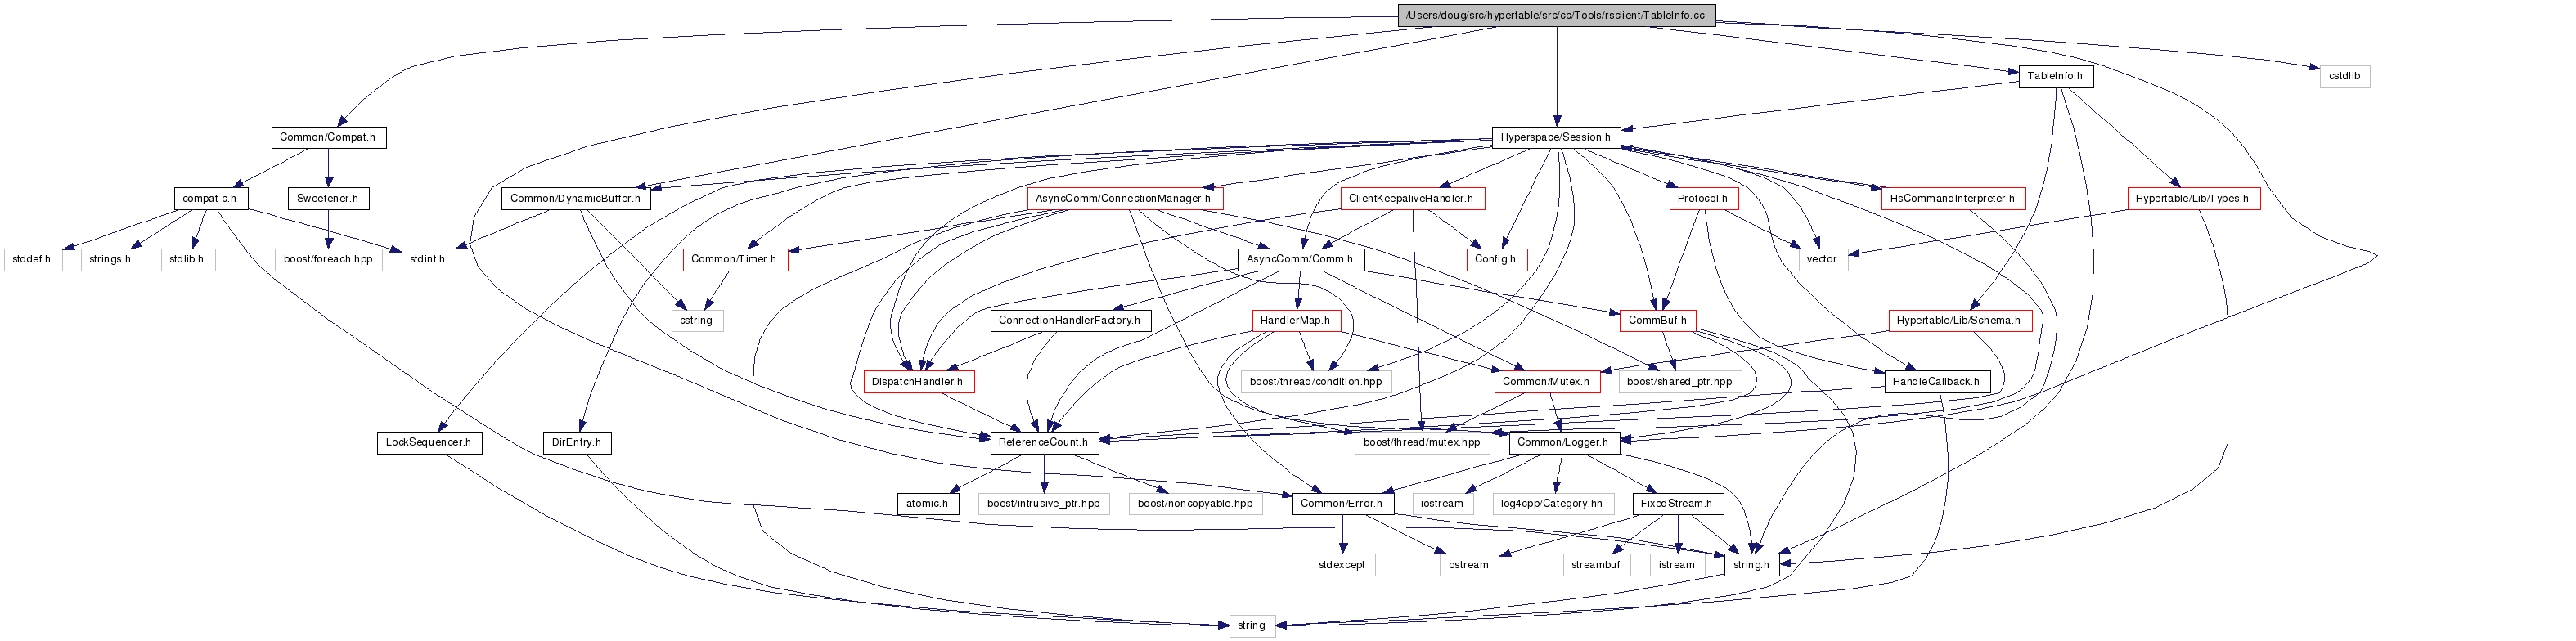 /Users/doug/src/hypertable/src/cc/Tools/rsclient/TableInfo.cc
TableInfo.h
cstdlib
Common/Compat.h
Hyperspace/Session.h
compat-c.h
Sweetener.h
Common/DynamicBuffer.h
AsyncComm/ConnectionManager.h
ClientKeepaliveHandler.h
Protocol.h
HsCommandInterpreter.h
Hypertable/Lib/Types.h
stddef.h
strings.h
stdlib.h
boost/foreach.hpp
stdint.h
Common/Timer.h
AsyncComm/Comm.h
Config.h
vector
cstring
ConnectionHandlerFactory.h
HandlerMap.h
CommBuf.h
Hypertable/Lib/Schema.h
DispatchHandler.h
boost/thread/condition.hpp
Common/Mutex.h
boost/shared_ptr.hpp
HandleCallback.h
LockSequencer.h
DirEntry.h
ReferenceCount.h
boost/thread/mutex.hpp
Common/Logger.h
atomic.h
boost/intrusive_ptr.hpp
boost/noncopyable.hpp
Common/Error.h
iostream
log4cpp/Category.hh
FixedStream.h
stdexcept
ostream
streambuf
istream
string.h
string